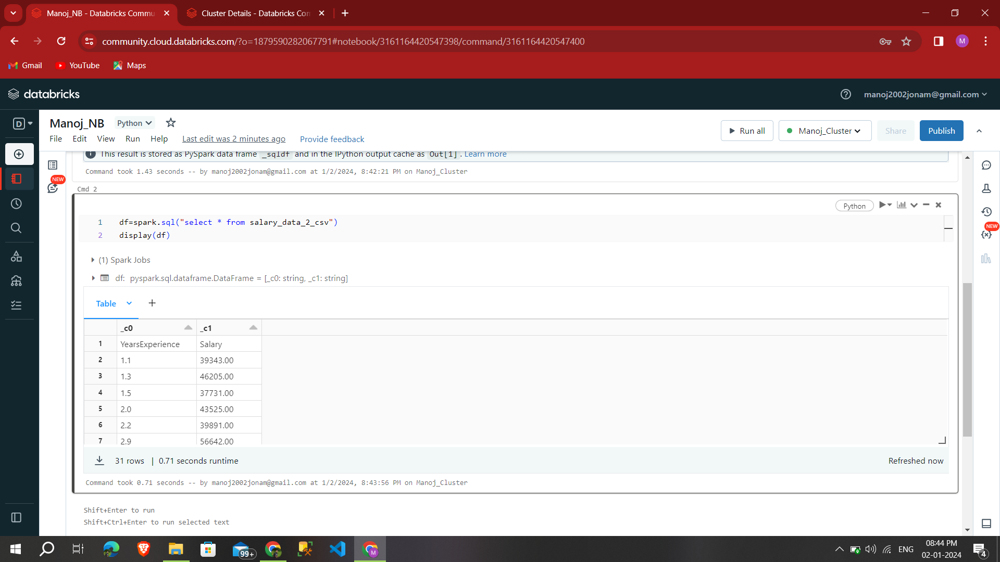 Manoj_NB - Databricks Commu
Cluster Details - Databricks Con
community.cloud.databricks.com/?o=1879590282067791#notebook/3161164420547398/command/3161164420547400
M
Gmail
YouTube
Maps
databricks
manoj2002jonam@gmail.com
D
Manoj_NB
Python
File
Edit
View
Run
Help
Last edit was 2 minutes ago
Provide feedback
Run all
Manoj_Cluster
Share
Publish
NEW
NEW
This result is stored as PySpark data frame _sqldf and in the IPython output cache as Out[1] . Learn more
Command took 1.43 seconds -- by manoj2002jonam@gmail.com at 1/2/2024, 8:42:21 PM on Manoj_Cluster
Cmd 2
Python
1 df=spark.sql("select * from salary_data_2_csv")
2 display(df)
(1) Spark Jobs
df: pyspark.sql.dataframe.DataFrame = [_c0: string, _c1: string]
Table
_c0 _c1
1 YearsExperience Salary
2 1.1 39343.00
3 1.3 46205.00
4 1.5 37731.00
5 2.0 43525.00
6 2.2 39891.00
7 2.9 56642.00
31 rows | 0.71 seconds runtime
Refreshed now
Command took 0.71 seconds -- by manoj2002jonam@gmail.com at 1/2/2024, 8:43:56 PM on Manoj_Cluster
Shift+Enter to run
Shift+Ctrl+Enter to run selected text
99+
M
ENG
08:44 PM
02-01-2024
4